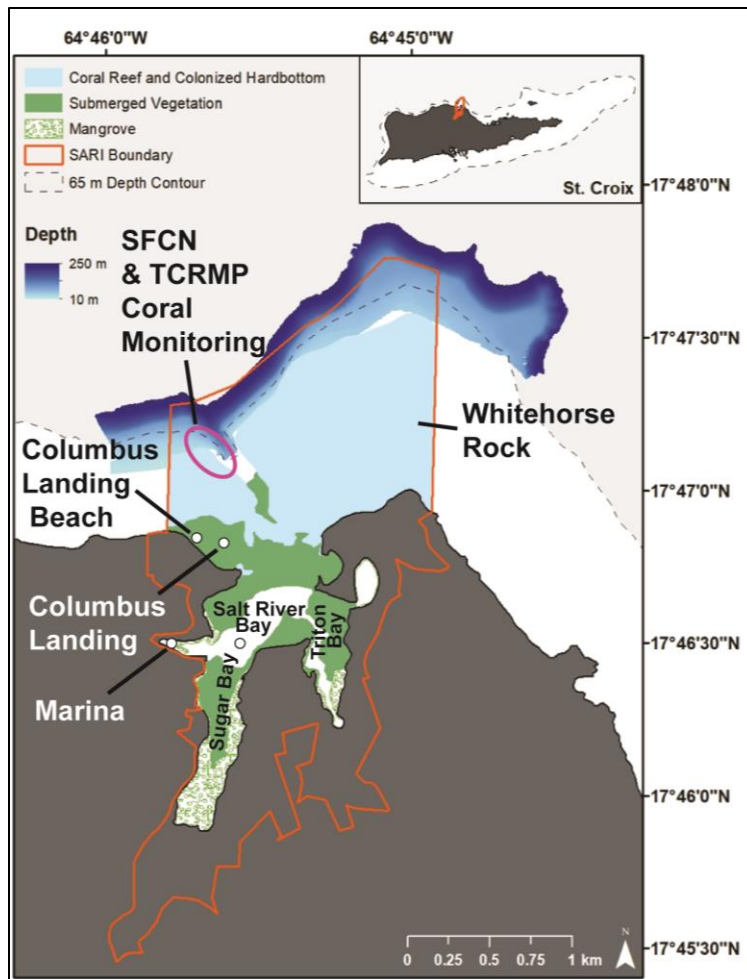 64°46'0"W
64°45'0"W
Coral Reef and Colonized Hardbottom
Submerged Vegetation
Mangrove
SARI Boundary
65 m Depth Contour
St. Croix
17°48'0"N
Depth
250 m
10 m
SFCN
& TCRMP
Coral
Monitoring
17°47'30"N
Whitehorse
Rock
Columbus
Landing
Beach
17°47'0"N
Columbus
Landing
Salt River
Bay
Triton
Bay
17°46'30"N
Marina
Sugar Bay
17°46'0"N
N
0 0.25 0.5 0.75 1 km
17°45'30"N